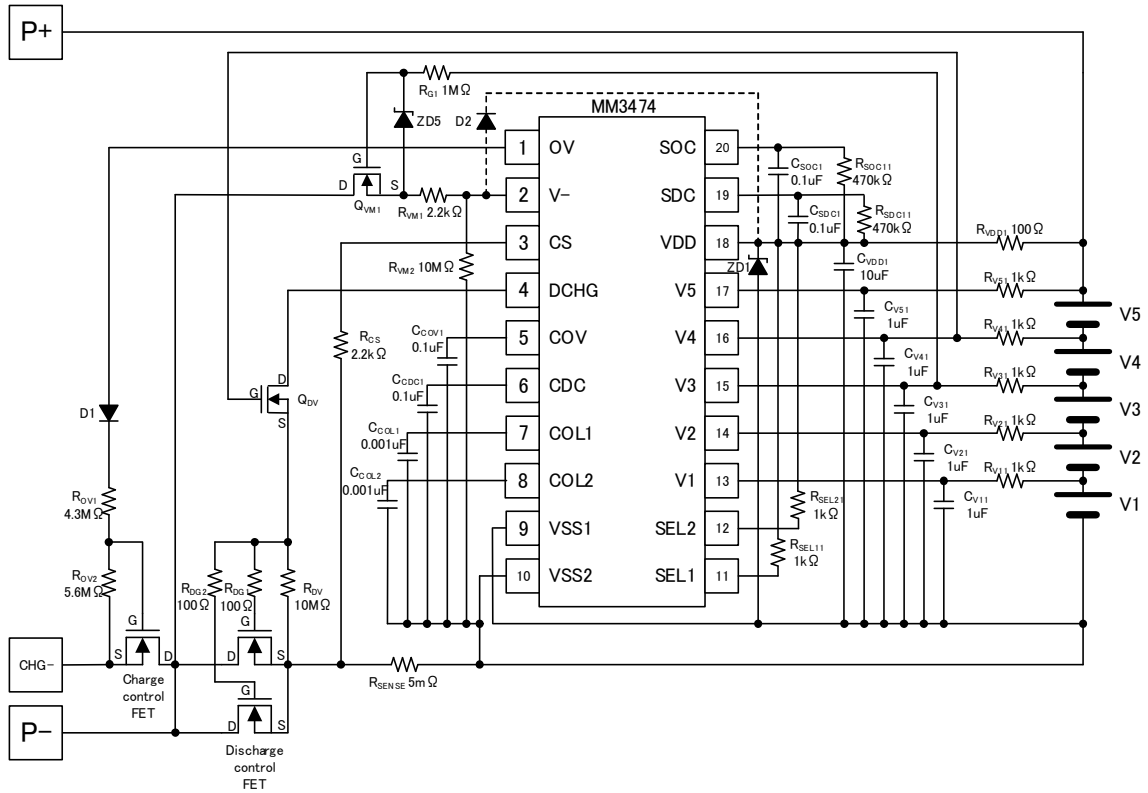 P+
R_G1 1MΩ
ZD5
D2
MM3474
1 OV
2 V-
3 CS
4 DCHG
5 COV
6 CDC
7 COL1
8 COL2
9 VSS1
10 VSS2
SOC 20
SDC 19
VDD 18
V5 17
V4 16
V3 15
V2 14
V1 13
SEL2 12
SEL1 11
G
D
S
Q_VM1
R_VM1 2.2kΩ
R_VM2 10MΩ
R_CS
2.2kΩ
C_COV1
0.1uF
C_CDC1
0.1uF
C_COL1
0.001uF
C_COL2
0.001uF
D
G
Q_DV
S
D1
R_OV1
4.3MΩ
R_OV2
5.6MΩ
R_DG2
100Ω
R_DG1
100Ω
R_DV
10MΩ
C_SOC1
0.1uF
R_SOC11
470kΩ
C_SDC1
0.1uF
R_SDC11
470kΩ
ZD1
C_VDD1
10uF
R_VDD1 100Ω
R_V51 1kΩ
C_V51
1uF
R_V41 1kΩ
C_V41
1uF
R_V31 1kΩ
C_V31
1uF
R_V21 1kΩ
C_V21
1uF
R_V11 1kΩ
C_V11
1uF
R_SEL21
1kΩ
R_SEL11
1kΩ
V5
V4
V3
V2
V1
CHG-
G
S
D
Charge
control
FET
G
D
S
R_SENSE 5mΩ
P-
G
D
S
Discharge
control
FET